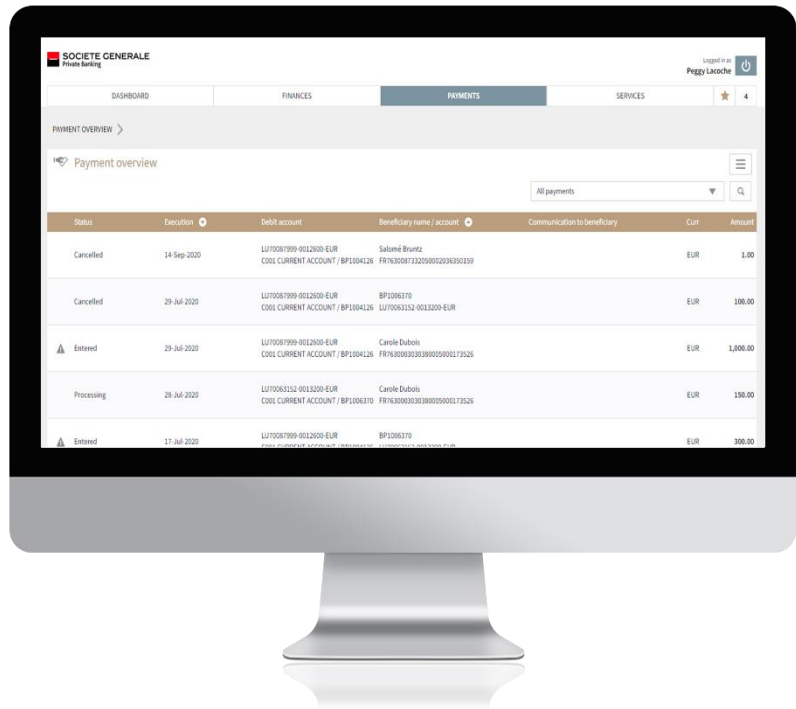 SOCIETE GENERALE
Private Banking
Logged in as
Peggy Lacoche
DASHBOARD FINANCES PAYMENTS SERVICES 4
PAYMENT OVERVIEW
Payment overview
All payments
Status Execution Debit account Beneficiary name / account Communication to beneficiary Curr Amount
Cancelled 14-Sep-2020 LU70087999-0012600-EUR Salomé Bruntz EUR 1.00
C001 CURRENT ACCOUNT / BP1004126 FR7630087332050002036350159
Cancelled 29-Jul-2020 LU70087999-0012600-EUR BP1006370 EUR 100.00
C001 CURRENT ACCOUNT / BP1004126 LU70063152-0013200-EUR
Entered 29-Jul-2020 LU70087999-0012600-EUR Carole Dubois EUR 1,000.00
C001 CURRENT ACCOUNT / BP1004126 FR7630003030380005000173526
Processing 28-Jul-2020 LU70063152-0013200-EUR Carole Dubois EUR 150.00
C001 CURRENT ACCOUNT / BP1006370 FR7630003030380005000173526
Entered 17-Jul-2020 LU70087999-0012600-EUR BP1006370 EUR 300.00